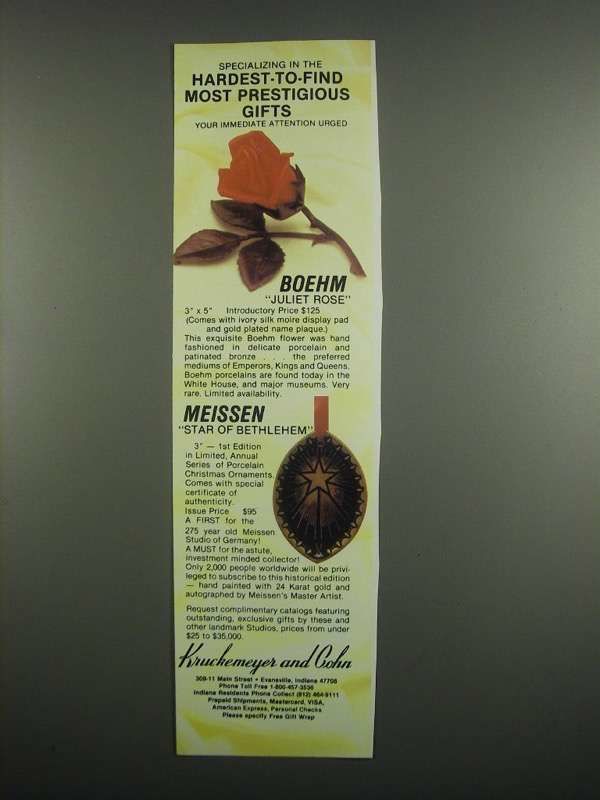 SPECIALIZING IN THE
HARDEST-TO-FIND
MOST PRESTIGIOUS
GIFTS
YOUR IMMEDIATE ATTENTION URGED
BOEHM
"JULIET ROSE"
3" x 5" Introductory Price $125
(Comes with ivory silk moire display pad
and gold plated name plaque.)
This exquisite Boehm flower was hand
fashioned in delicate porcelain and
patinated bronze . . . the preferred
mediums of Emperors, Kings and Queens.
Boehm porcelains are found today in the
White House, and major museums. Very
rare. Limited availability.
MEISSEN
"STAR OF BETHLEHEM"
3" — 1st Edition
in Limited, Annual
Series of Porcelain
Christmas Ornaments.
Comes with special
certificate of
authenticity.
Issue Price $95
A FIRST for the
275 year old Meissen
Studio of Germany!
A MUST for the astute,
investment minded collector!
Only 2,000 people worldwide will be privi-
leged to subscribe to this historical edition
— hand painted with 24 Karat gold and
autographed by Meissen's Master Artist.
Request complimentary catalogs featuring
outstanding, exclusive gifts by these and
other landmark Studios, prices from under
$25 to $35,000.
Kruckemeyer and Cohn
309-11 Main Street • Evansville, Indiana 47708
Phone Toll Free 1-800-457-3536
Indiana Residents Phone Collect (812) 464-9111
Prepaid Shipments, Mastercard, VISA,
American Express, Personal Checks
Please specify Free Gift Wrap